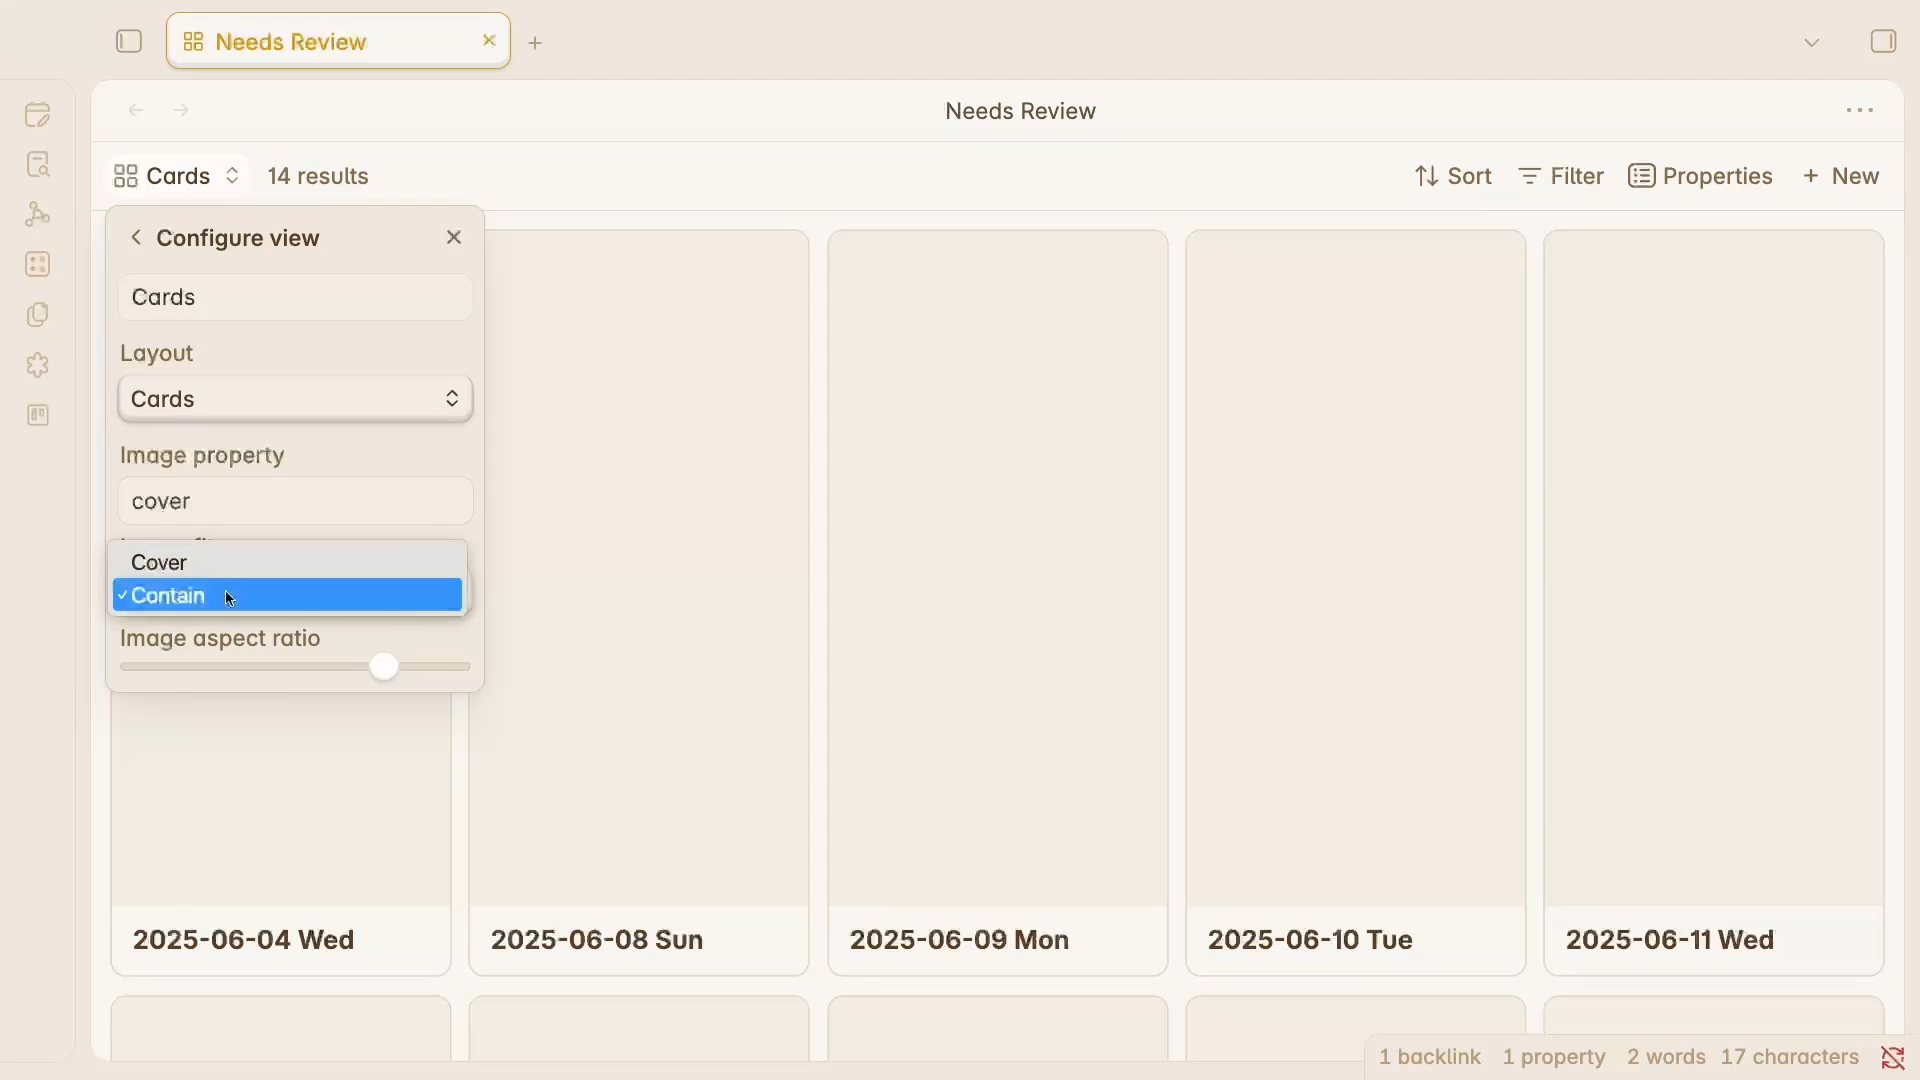 Needs Review
Needs Review
Cards
14 results
Sort
Filter
Properties
+ New
Configure view
Cards
Layout
Cards
Image property
cover
Cover
✓ Contain
Image aspect ratio
2025-06-04 Wed
2025-06-08 Sun
2025-06-09 Mon
2025-06-10 Tue
2025-06-11 Wed
1 backlink 1 property 2 words 17 characters